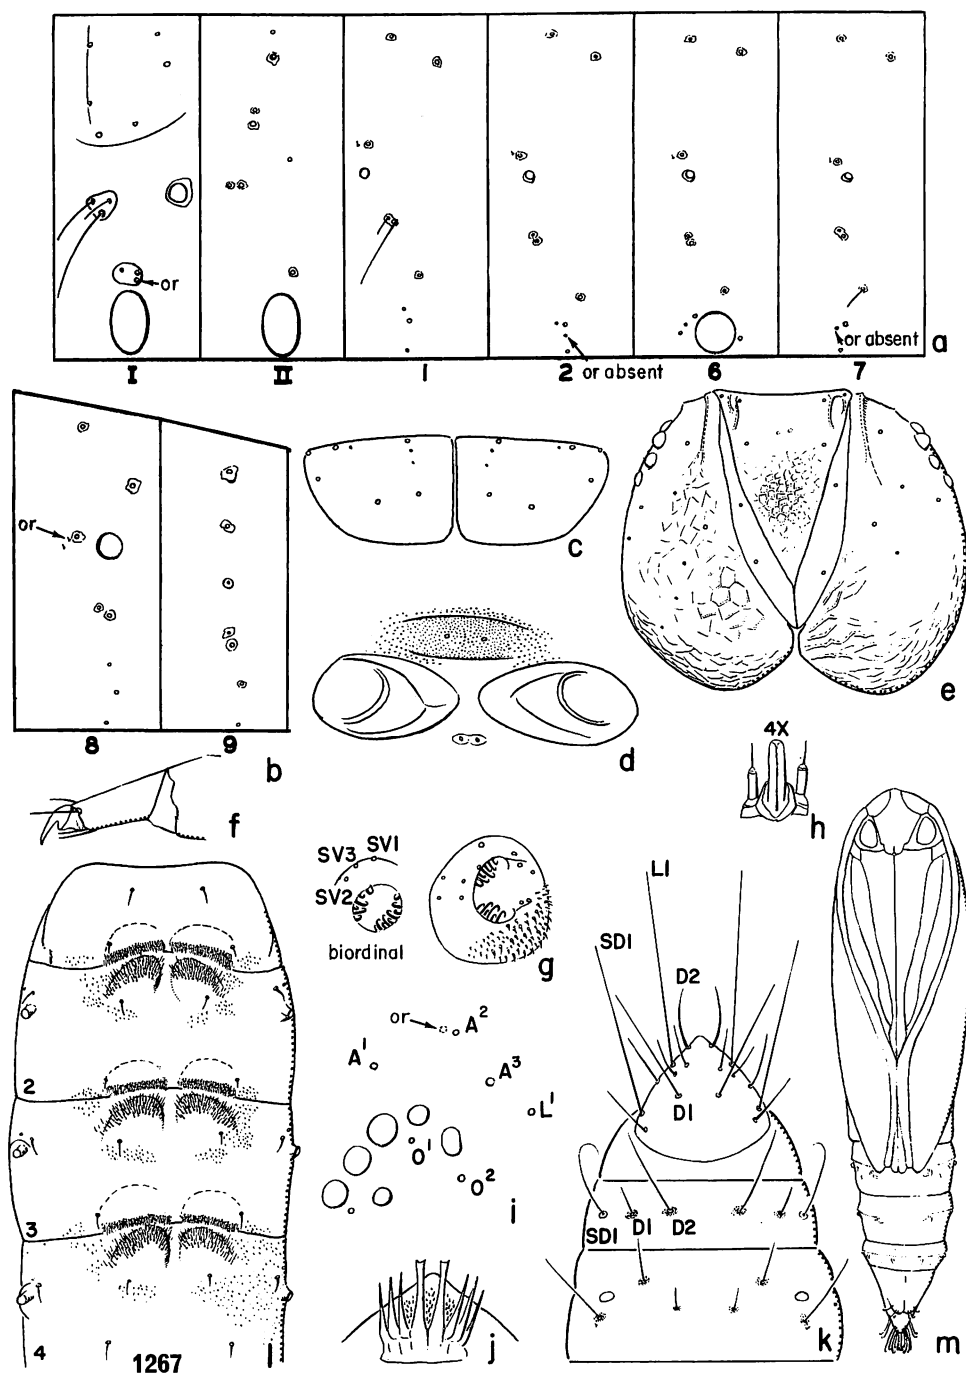 or
I
II
1
2
or absent
6
7
or absent
a
or
8
9
b
c
d
e
f
4X
h
SV3
SV1
SV2
biordinal
g
or
A²
A¹
A³
L¹
O¹
O²
i
j
L1
SD1
D2
D1
SD1
D1
D2
k
m
2
3
4
1267
l